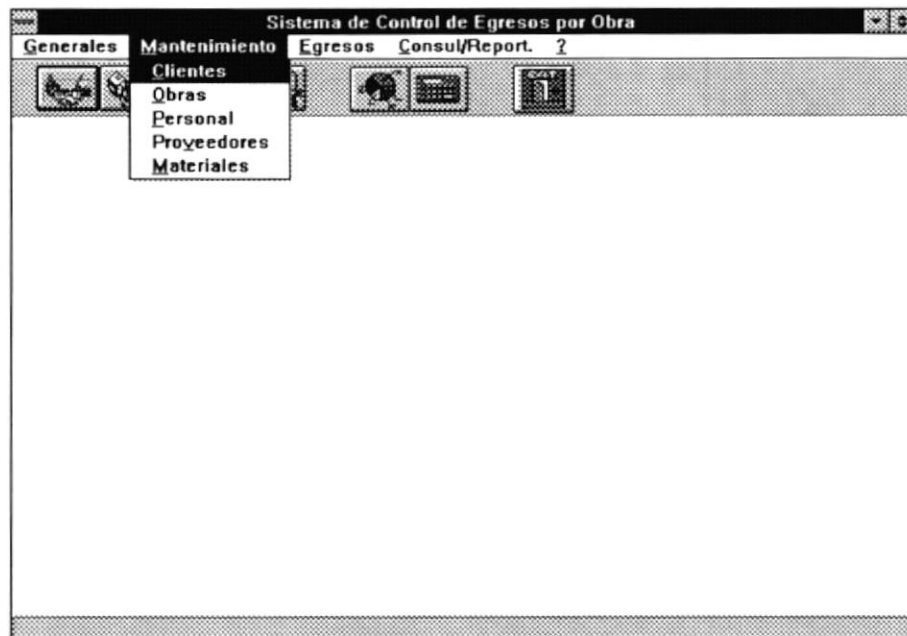 Sistema de Control de Egresos por Obra
Generales Mantenimiento Egresos Consul/Report. ?
Clientes
Obras
Personal
Proveedores
Materiales